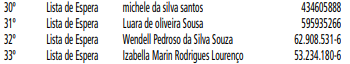 30º Lista de Espera michele da silva santos 434605888
31º Lista de Espera Luara de oliveira Sousa 595935266
32º Lista de Espera Wendell Pedroso da Silva Souza 62.908.531-6
33º Lista de Espera Izabella Marin Rodrigues Lourenço 53.234.180-6